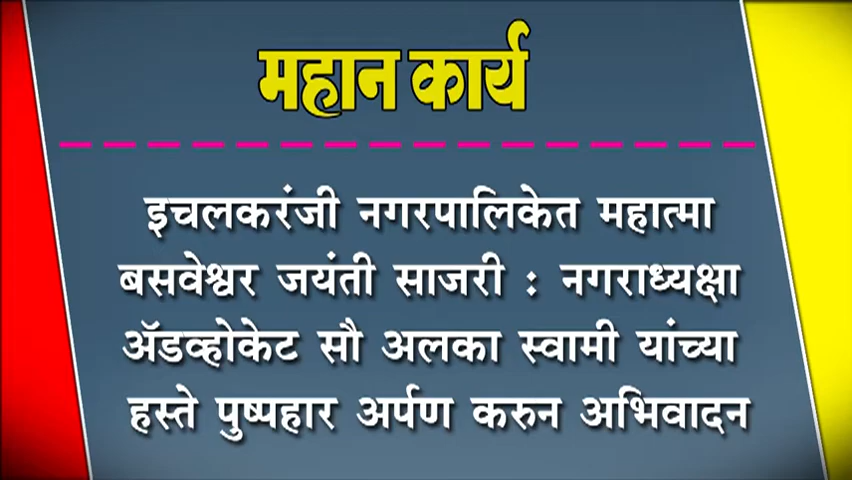 महान कार्य
इचलकरंजी नगरपालिकेत महात्मा
बसवेश्वर जयंती साजरी : नगराध्यक्षा
ॲडव्होकेट सौ अलका स्वामी यांच्या
हस्ते पुष्पहार अर्पण करुन अभिवादन